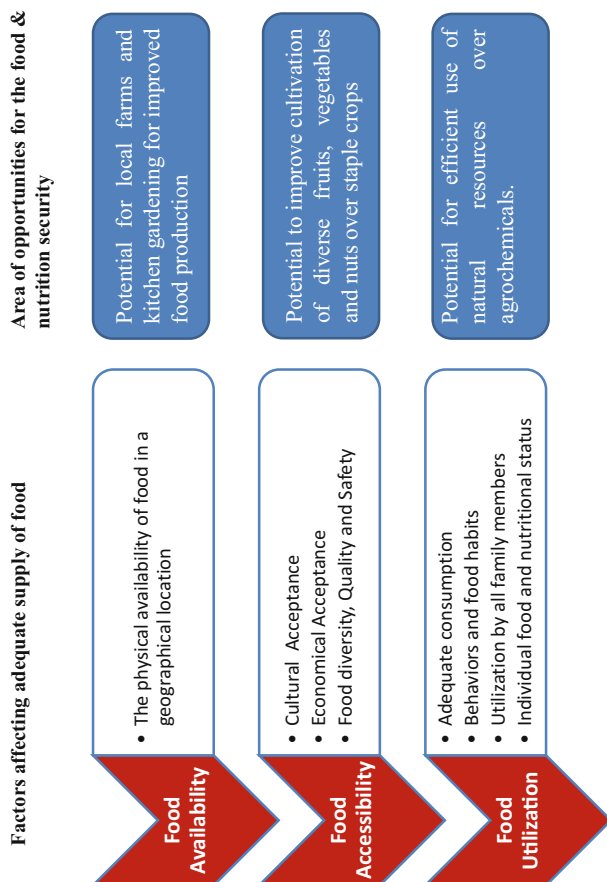 Factors affecting adequate supply of food
Area of opportunities for the food &
nutrition security
Food
Availability
• The physical availability of food in a
geographical location
Potential for local farms and
kitchen gardening for improved
food production
Food
Accessibility
• Cultural Acceptance
• Economical Acceptance
• Food diversity, Quality and Safety
Potential to improve cultivation
of diverse fruits, vegetables
and nuts over staple crops
Food
Utilization
• Adequate consumption
• Behaviors and food habits
• Utilization by all family members
• Individual food and nutritional status
Potential for efficient use of
natural resources over
agrochemicals.